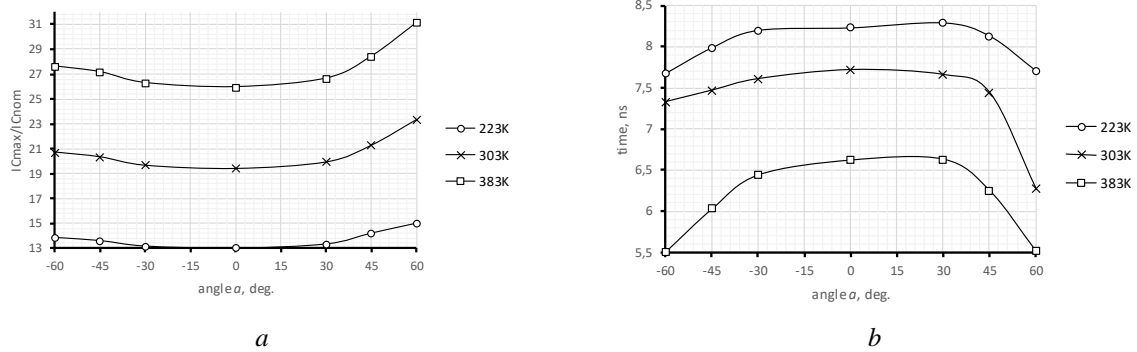 ICmax/ICnom
31
29
27
25
23
21
19
17
15
13
-60 -45 -30 -15 0 15 30 45 60
angle a, deg.
223K
303K
383K
a
time, ns
8,5
8
7,5
7
6,5
6
5,5
-60 -45 -30 -15 0 15 30 45 60
angle a, deg.
223K
303K
383K
b